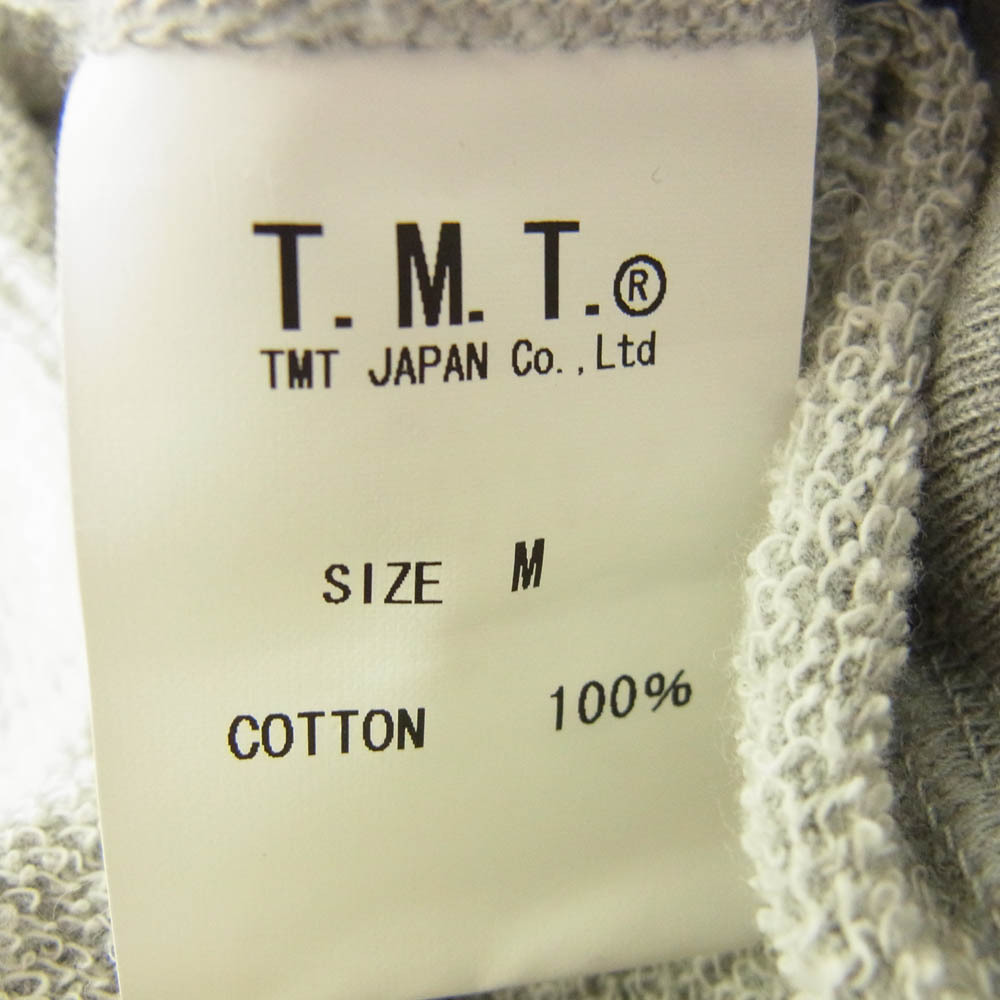 T.M.T.®
TMT JAPAN Co.,Ltd
SIZE M
COTTON 100%